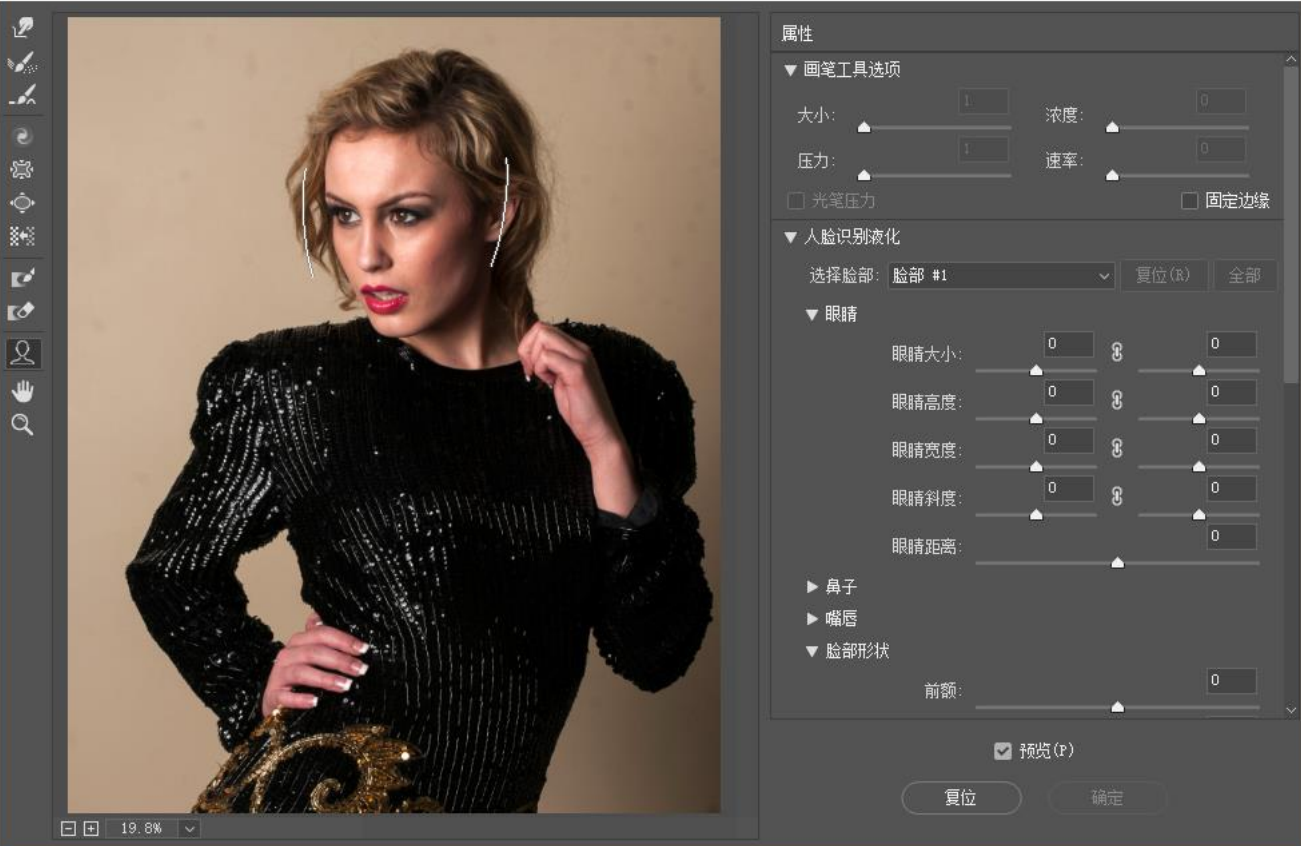 属性
画笔工具选项
大小: 1 浓度: 0
压力: 1 速率: 0
光笔压力 固定边缘
人脸识别液化
选择脸部: 脸部 #1 复位(R) 全部
眼睛
眼睛大小: 0 0
眼睛高度: 0 0
眼睛宽度: 0 0
眼睛斜度: 0 0
眼睛距离: 0
鼻子
嘴唇
脸部形状
前额: 0
预览(P)
复位 确定
19.8%